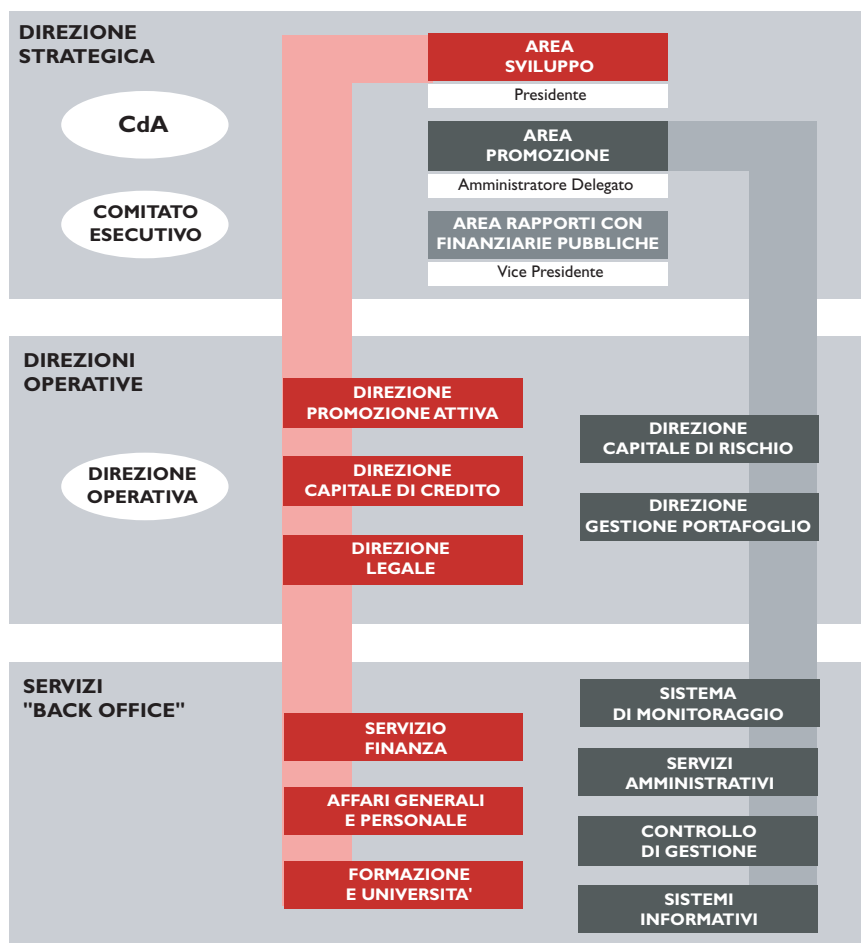 DIREZIONE
STRATEGICA
CdA
COMITATO
ESECUTIVO
AREA
SVILUPPO
Presidente
AREA
PROMOZIONE
Amministratore Delegato
AREA RAPPORTI CON
FINANZIARIE PUBBLICHE
Vice Presidente
DIREZIONI
OPERATIVE
DIREZIONE
OPERATIVA
DIREZIONE
PROMOZIONE ATTIVA
DIREZIONE
CAPITALE DI CREDITO
DIREZIONE
LEGALE
DIREZIONE
CAPITALE DI RISCHIO
DIREZIONE
GESTIONE PORTAFOGLIO
SERVIZI
"BACK OFFICE"
SERVIZIO
FINANZA
AFFARI GENERALI
E PERSONALE
FORMAZIONE
E UNIVERSITA'
SISTEMA
DI MONITORAGGIO
SERVIZI
AMMINISTRATIVI
CONTROLLO
DI GESTIONE
SISTEMI
INFORMATIVI